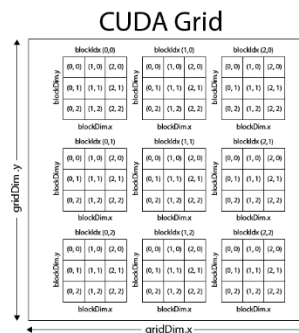 CUDA Grid
blockIdx (0,0) blockIdx (1,0) blockIdx (2,0)
(0, 0) (1, 0) (2, 0) (0, 0) (1, 0) (2, 0) (0, 0) (1, 0) (2, 0)
blockDim.y blockDim.y blockDim.y
(0, 1) (1, 1) (2, 1) (0, 1) (1, 1) (2, 1) (0, 1) (1, 1) (2, 1)
(0, 2) (1, 2) (2, 2) (0, 2) (1, 2) (2, 2) (0, 2) (1, 2) (2, 2)
blockDim.x blockDim.x blockDim.x
blockIdx (0,1) blockIdx (1,1) blockIdx (2,1)
(0, 0) (1, 0) (2, 0) (0, 0) (1, 0) (2, 0) (0, 0) (1, 0) (2, 0)
gridDim.y
blockDim.y blockDim.y blockDim.y
(0, 1) (1, 1) (2, 1) (0, 1) (1, 1) (2, 1) (0, 1) (1, 1) (2, 1)
(0, 2) (1, 2) (2, 2) (0, 2) (1, 2) (2, 2) (0, 2) (1, 2) (2, 2)
blockDim.x blockDim.x blockDim.x
blockIdx (0,2) blockIdx (1,2) blockIdx (2,2)
(0, 0) (1, 0) (2, 0) (0, 0) (1, 0) (2, 0) (0, 0) (1, 0) (2, 0)
blockDim.y blockDim.y blockDim.y
(0, 1) (1, 1) (2, 1) (0, 1) (1, 1) (2, 1) (0, 1) (1, 1) (2, 1)
(0, 2) (1, 2) (2, 2) (0, 2) (1, 2) (2, 2) (0, 2) (1, 2) (2, 2)
blockDim.x blockDim.x blockDim.x
gridDim.x